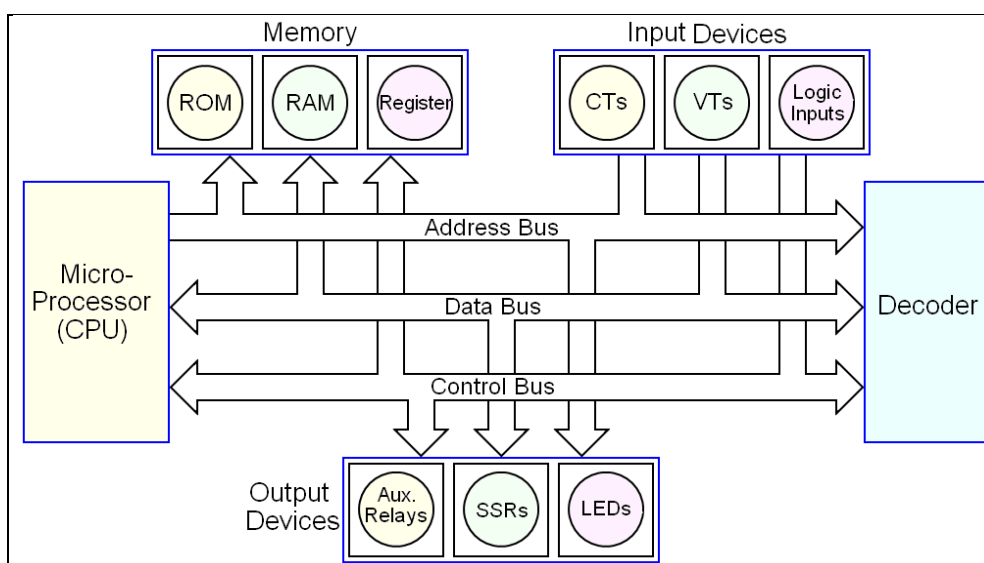 Memory
Input Devices
ROM
RAM
Register
CTs
VTs
Logic
Inputs
Address Bus
Micro-
Processor
(CPU)
Data Bus
Decoder
Control Bus
Output
Devices
Aux.
Relays
SSRs
LEDs